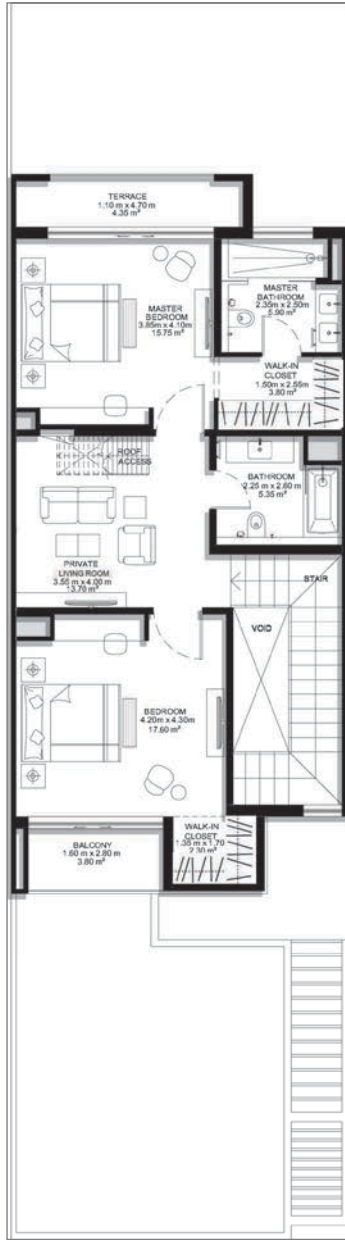 TERRACE
1.10 m x 4.70 m
4.35 m²
MASTER
BEDROOM
3.85m x 4.10m
15.75 m²
MASTER
BATHROOM
2.35m x 2.50m
5.90 m²
WALK-IN
CLOSET
1.50m x 2.55m
3.80 m²
ROOF
ACCESS
BATHROOM
2.25 m x 2.60 m
5.35 m²
PRIVATE
LIVING ROOM
3.55 m x 4.00 m
13.70 m²
STAIR
VOID
BEDROOM
4.20m x 4.30m
17.60 m²
WALK-IN
CLOSET
1.35 m x 1.70
2.30 m²
BALCONY
1.60 m x 2.80 m
3.80 m²